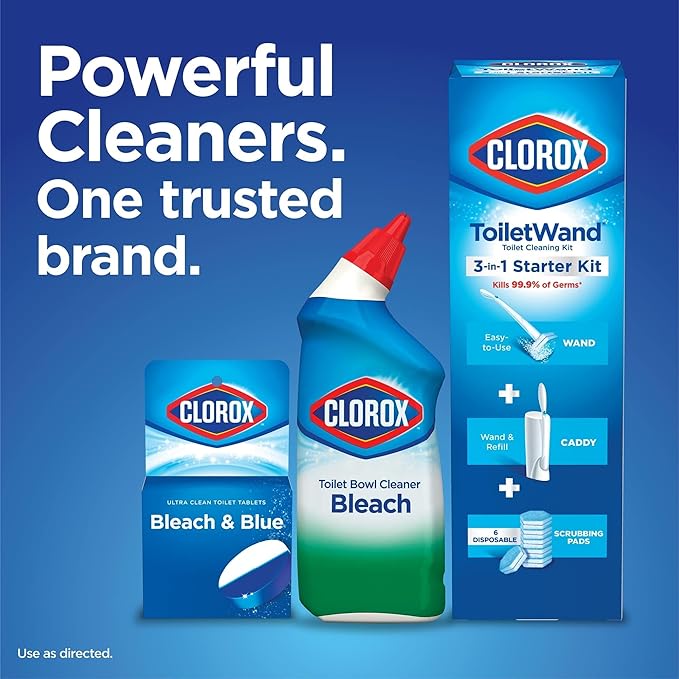 Powerful
Cleaners.
One trusted
brand.
CLOROX
ULTRA CLEAN TOILET TABLETS
Bleach & Blue
CLOROX
Toilet Bowl Cleaner
Bleach
ToiletWand
CLOROX
ToiletWand
Toilet Cleaning Kit
3-in-1 Starter Kit
Kills 99.9% of Germs*
Easy-
to-Use
WAND
+
Wand &
Refill
CADDY
+
6
DISPOSABLE
SCRUBBING
PADS
Use as directed.